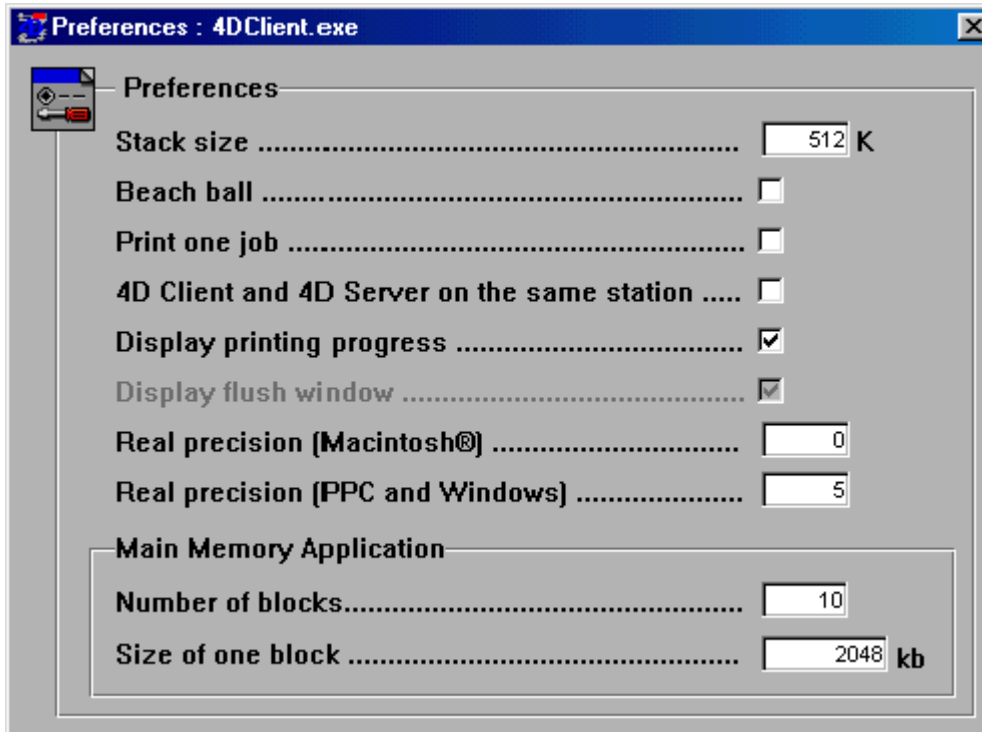 Preferences : 4DClient.exe
Preferences
Stack size ........................................................... 512 K
Beach ball ...........................................................
Print one job ........................................................
4D Client and 4D Server on the same station .....
Display printing progress ...................................
Display flush window ..........................................
Real precision (Macintosh®) .............................. 0
Real precision (PPC and Windows) .................... 5
Main Memory Application
Number of blocks................................................. 10
Size of one block ................................................ 2048 kb